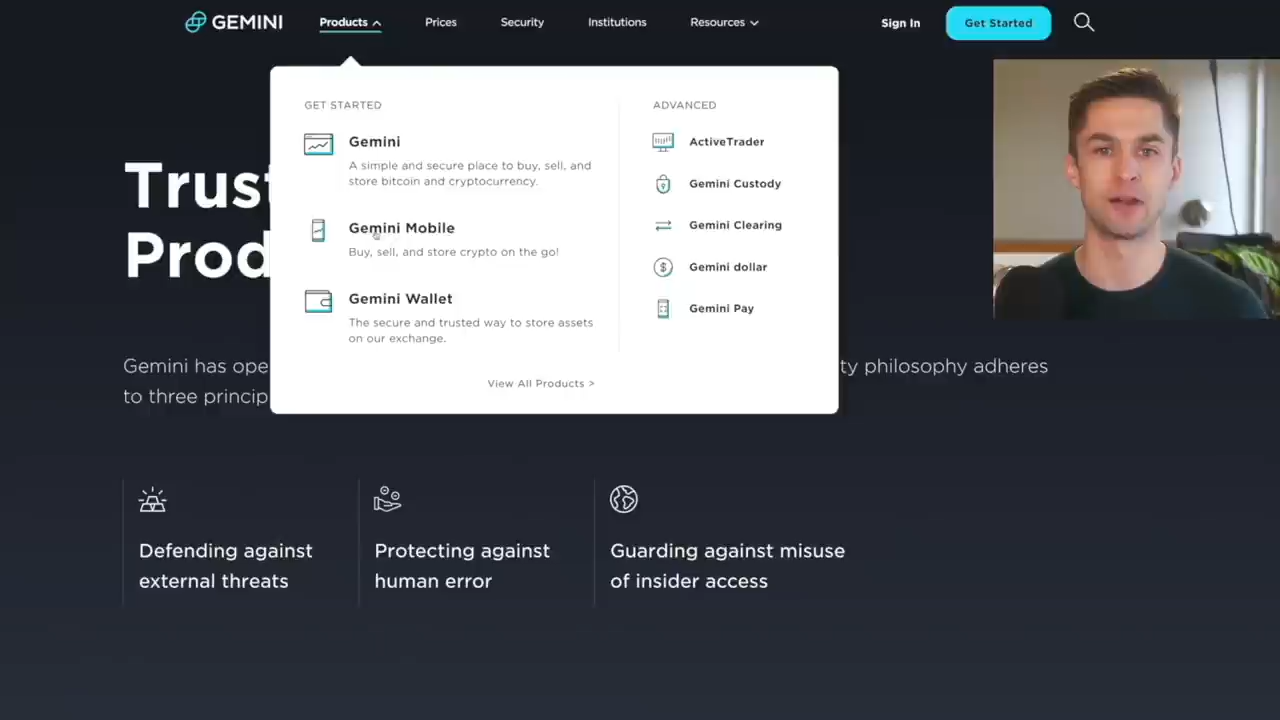 GEMINI
Products
Prices
Security
Institutions
Resources
Sign In
Get Started
GET STARTED
Gemini
A simple and secure place to buy, sell, and
store bitcoin and cryptocurrency.
Gemini Mobile
Buy, sell, and store crypto on the go!
Gemini Wallet
The secure and trusted way to store assets
on our exchange.
View All Products >
ADVANCED
ActiveTrader
Gemini Custody
Gemini Clearing
Gemini dollar
Gemini Pay
Trus
Prod
Gemini has ope
ty philosophy adheres
to three princip
Defending against
external threats
Protecting against
human error
Guarding against misuse
of insider access